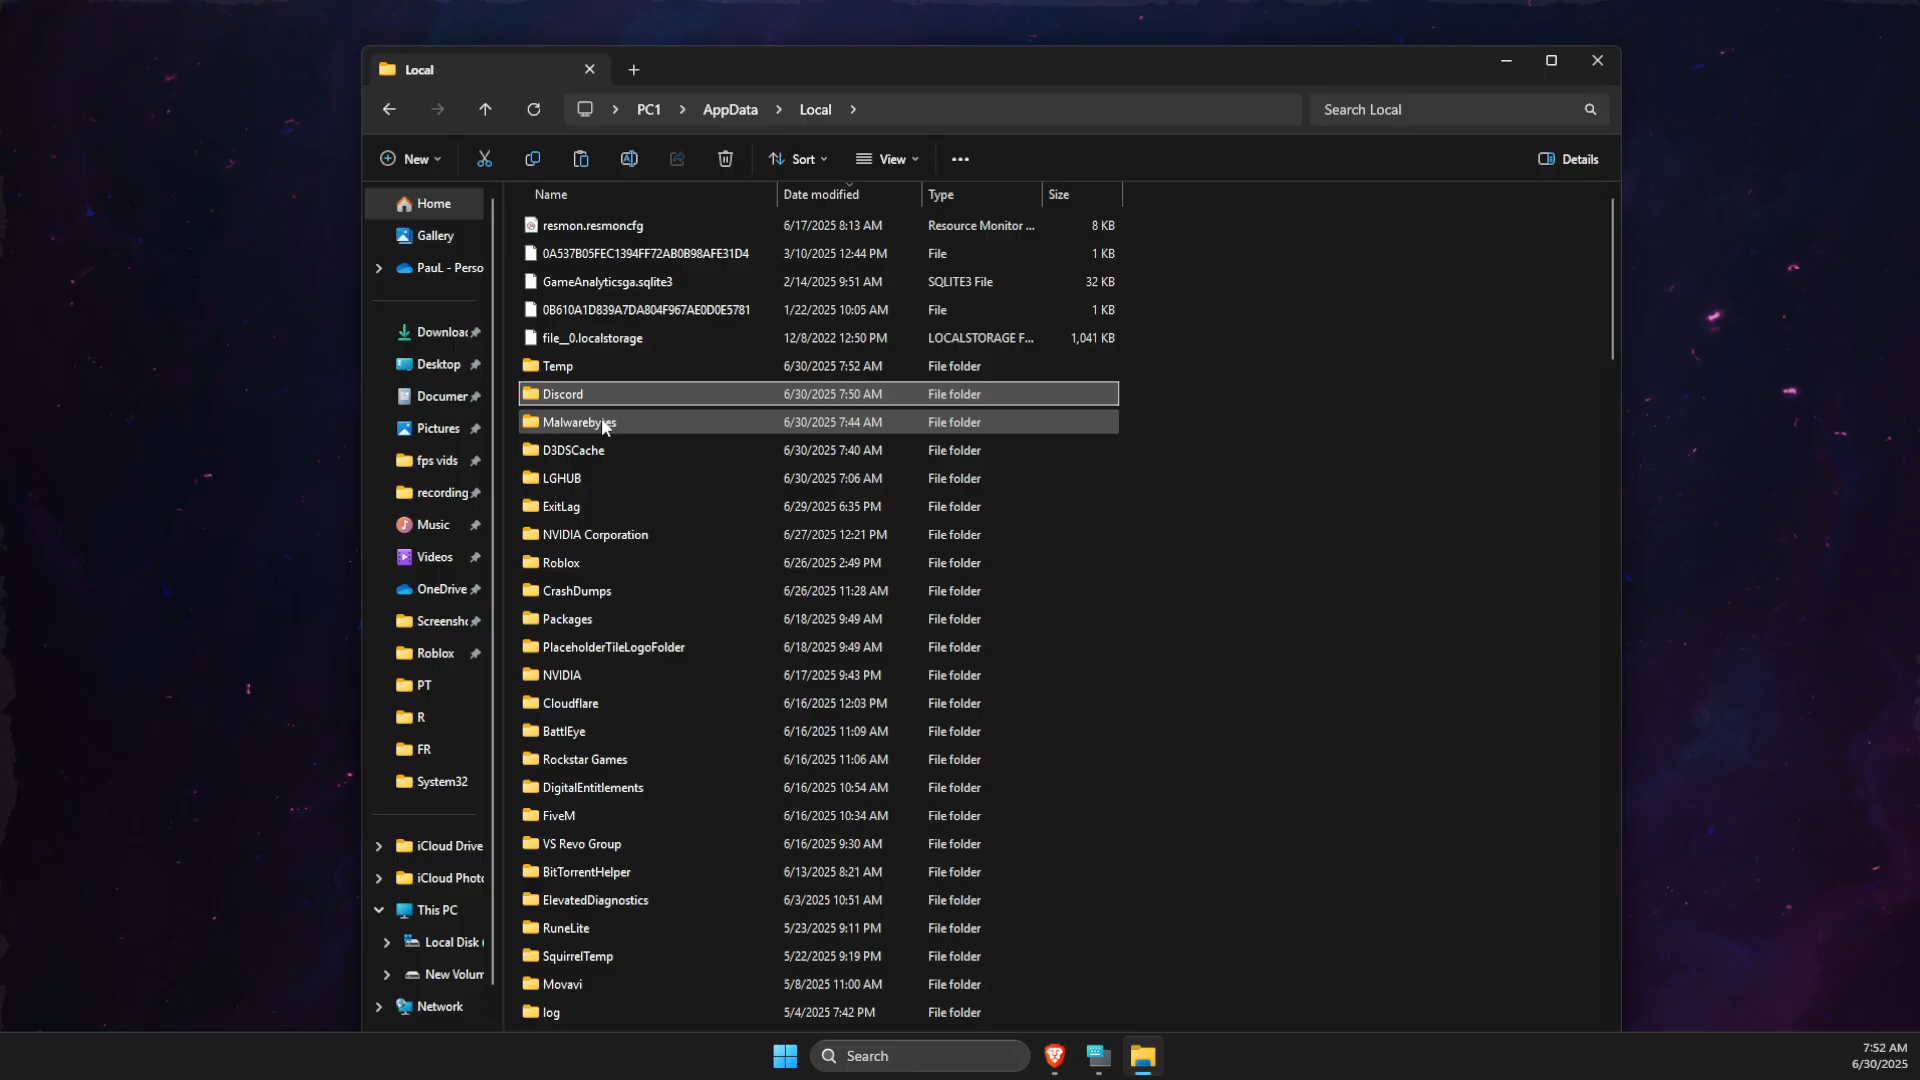 Local
PC1 > AppData > Local >
Search Local
New
Sort
View
Details
Name Date modified Type Size
resmon.resmoncfg 6/17/2025 8:13 AM Resource Monitor ... 8 KB
0A537B05FEC1394FF72AB0B98AFE31D4 3/10/2025 12:44 PM File 1 KB
GameAnalyticsga.sqlite3 2/14/2025 9:51 AM SQLITE3 File 32 KB
0B610A1D839A7DA804F967AE0D0E5781 1/22/2025 10:05 AM File 1 KB
file__0.localstorage 12/8/2022 12:50 PM LOCALSTORAGE F... 1,041 KB
Temp 6/30/2025 7:52 AM File folder
Discord 6/30/2025 7:50 AM File folder
Malwarebytes 6/30/2025 7:44 AM File folder
D3DSCache 6/30/2025 7:40 AM File folder
LGHUB 6/30/2025 7:06 AM File folder
ExitLag 6/29/2025 6:35 PM File folder
NVIDIA Corporation 6/27/2025 12:21 PM File folder
Roblox 6/26/2025 2:49 PM File folder
CrashDumps 6/26/2025 11:28 AM File folder
Packages 6/18/2025 9:49 AM File folder
PlaceholderTileLogoFolder 6/18/2025 9:49 AM File folder
NVIDIA 6/17/2025 9:43 PM File folder
Cloudflare 6/16/2025 12:03 PM File folder
BattlEye 6/16/2025 11:09 AM File folder
Rockstar Games 6/16/2025 11:06 AM File folder
DigitalEntitlements 6/16/2025 10:54 AM File folder
FiveM 6/16/2025 10:34 AM File folder
VS Revo Group 6/16/2025 9:30 AM File folder
BitTorrentHelper 6/13/2025 8:21 AM File folder
ElevatedDiagnostics 6/3/2025 10:51 AM File folder
RuneLite 5/23/2025 9:11 PM File folder
SquirrelTemp 5/22/2025 9:19 PM File folder
Movavi 5/8/2025 11:00 AM File folder
log 5/4/2025 7:42 PM File folder
Home
Gallery
PauL - Perso
Downloac
Desktop
Documer
Pictures
fps vids
recording
Music
Videos
OneDrive
Screensho
Roblox
PT
R
FR
System32
iCloud Drive
iCloud Photo
This PC
Local Disk (
New Volum
Network
Search
7:52 AM
6/30/2025